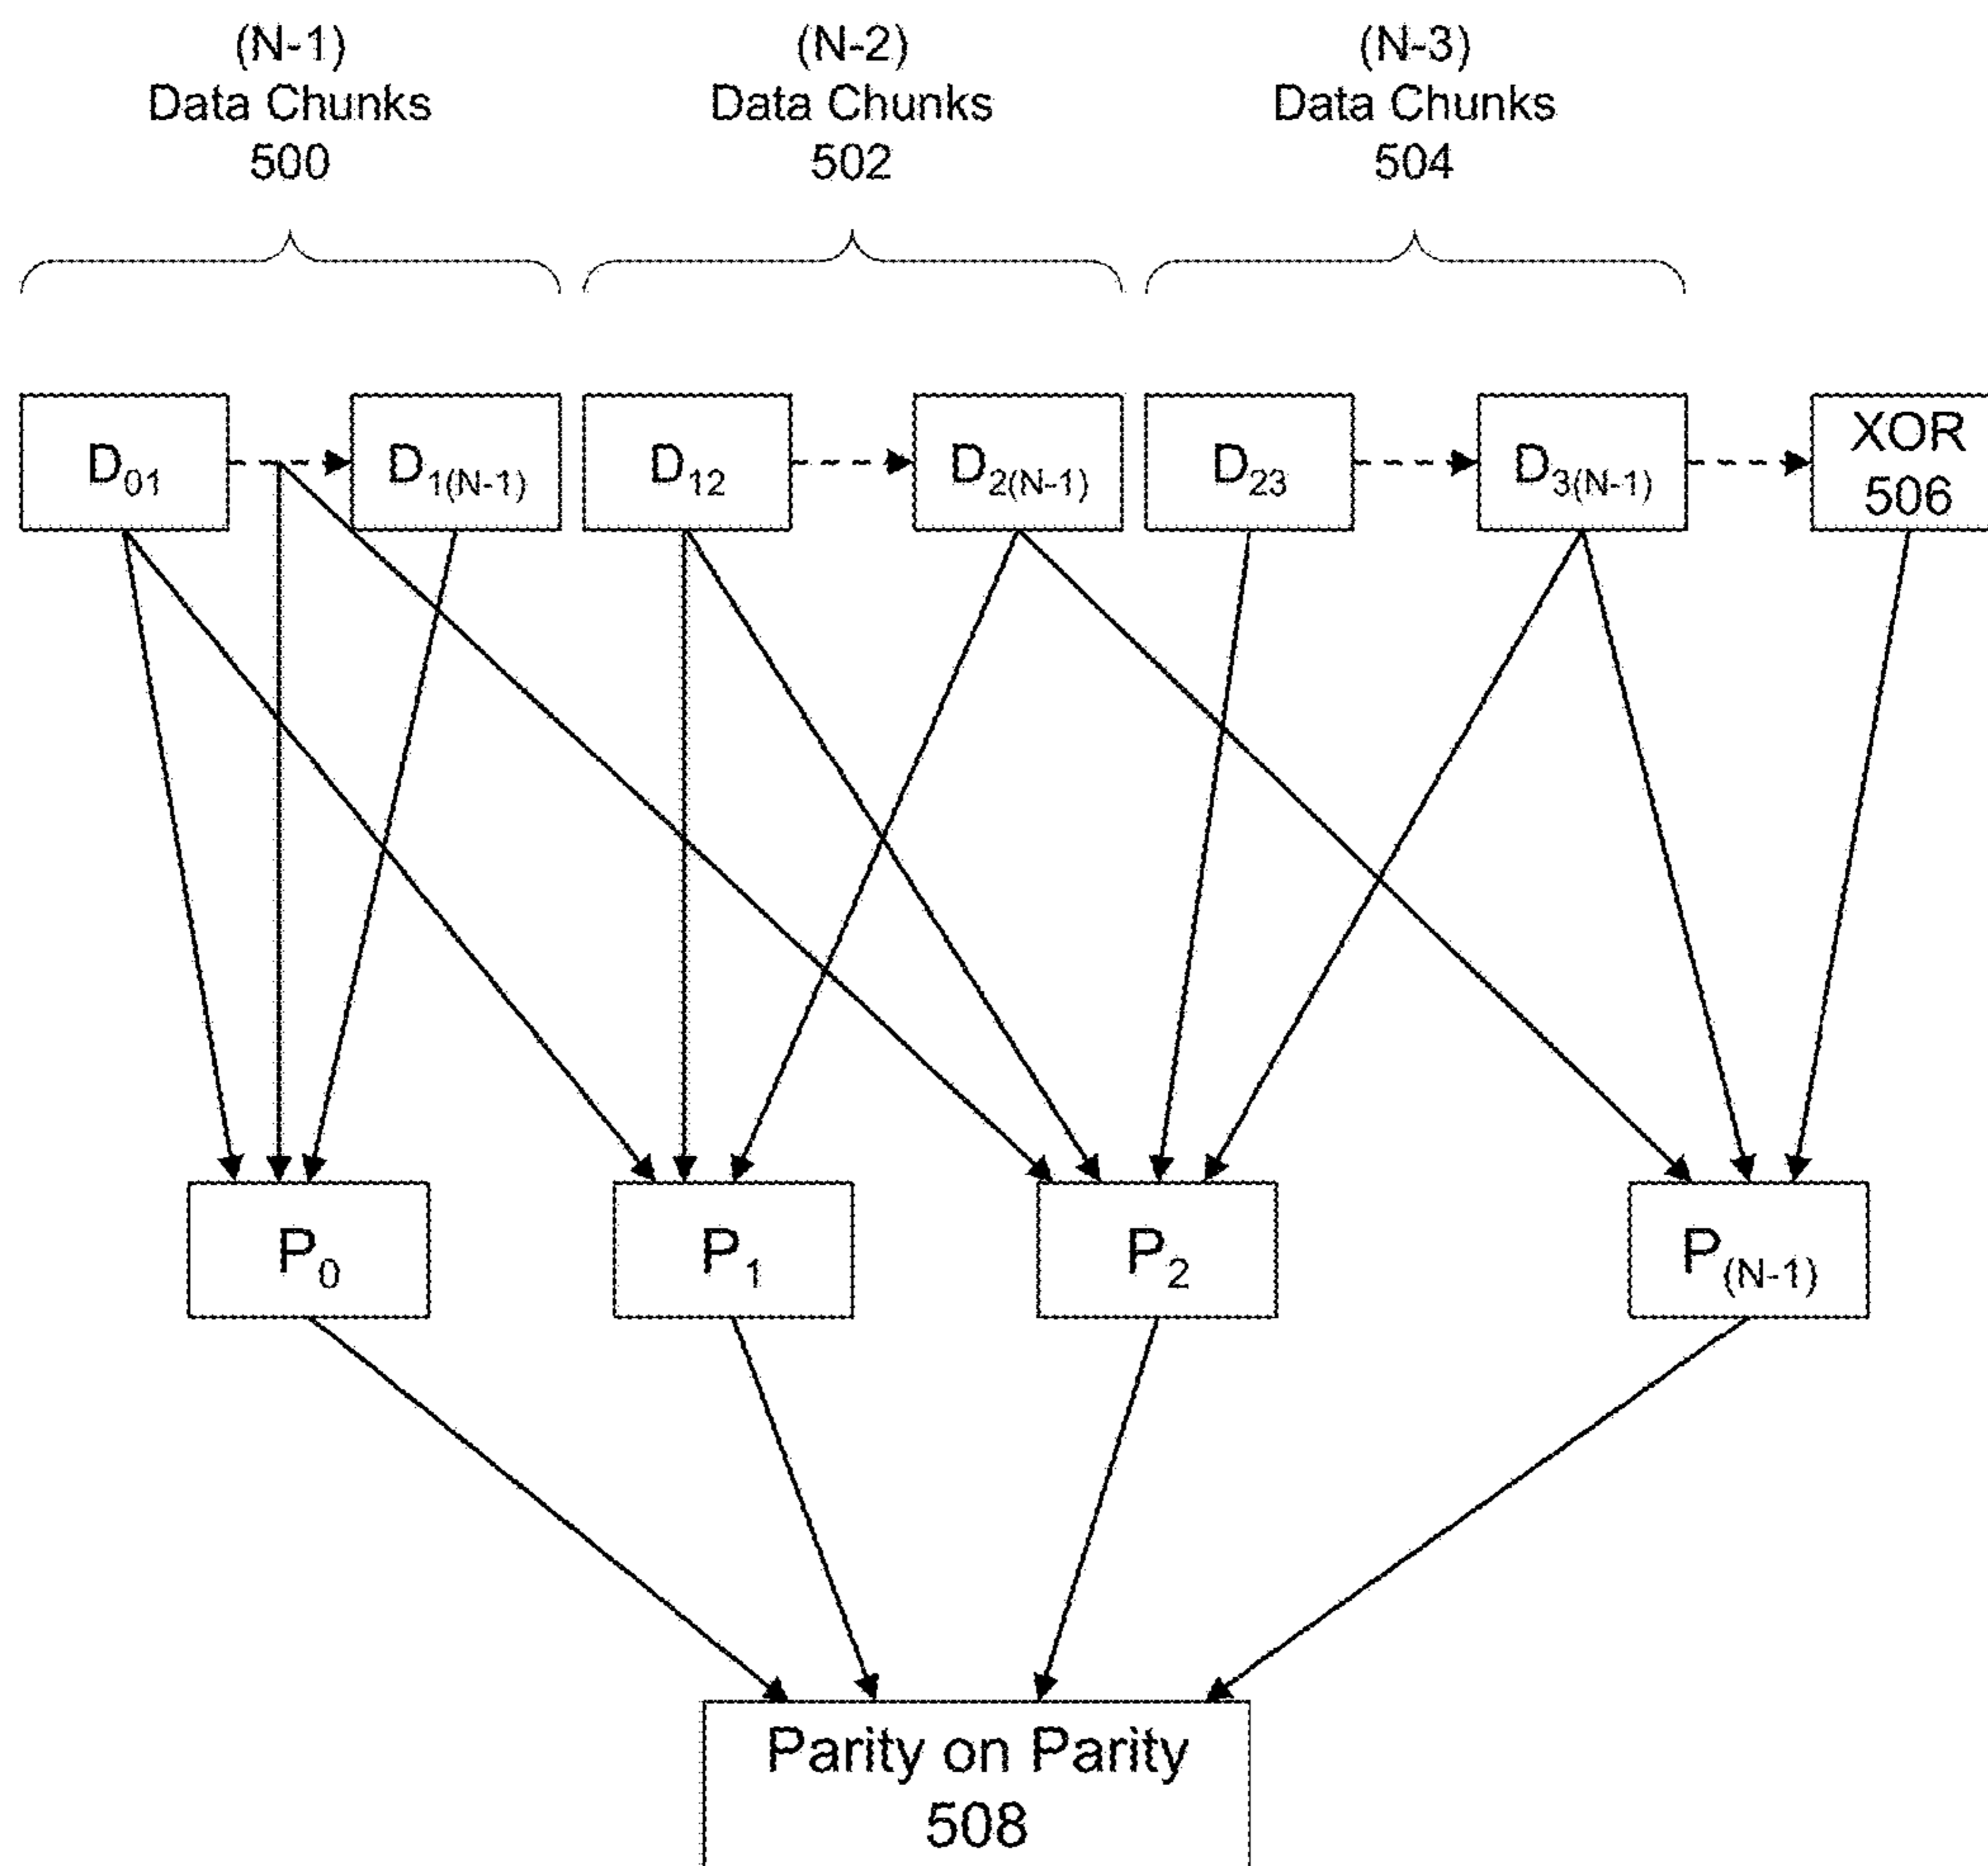 (N-1)
Data Chunks
500
(N-2)
Data Chunks
502
(N-3)
Data Chunks
504
D01
D1(N-1)
D12
D2(N-1)
D23
D3(N-1)
XOR
506
P0
P1
P2
P(N-1)
Parity on Parity
508